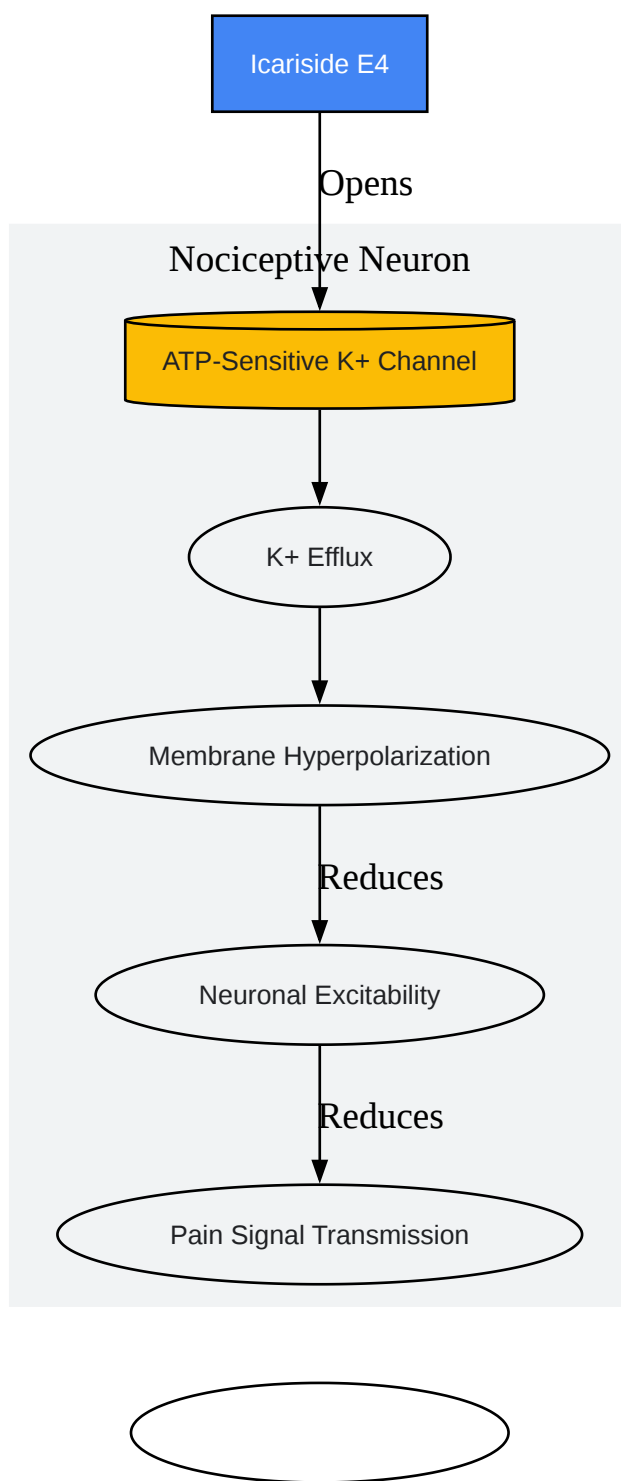 Icariside E4
Opens
Nociceptive Neuron
ATP-Sensitive K+ Channel
K+ Efflux
Membrane Hyperpolarization
Reduces
Neuronal Excitability
Reduces
Pain Signal Transmission